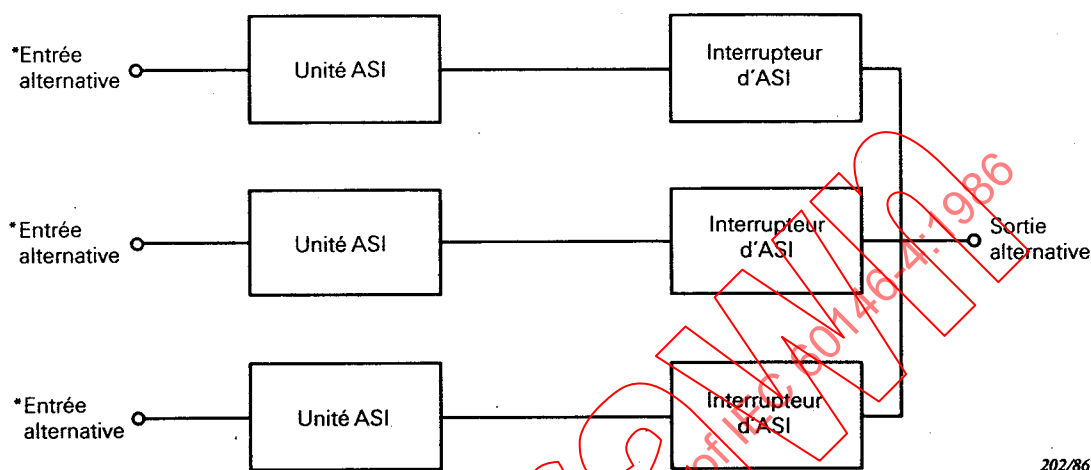 *Entrée
alternative
Unité ASI
Interrupteur
d'ASI
*Entrée
alternative
Unité ASI
Interrupteur
d'ASI
Sortie
alternative
*Entrée
alternative
Unité ASI
Interrupteur
d'ASI
202/86
of IEC 60146-4:1986